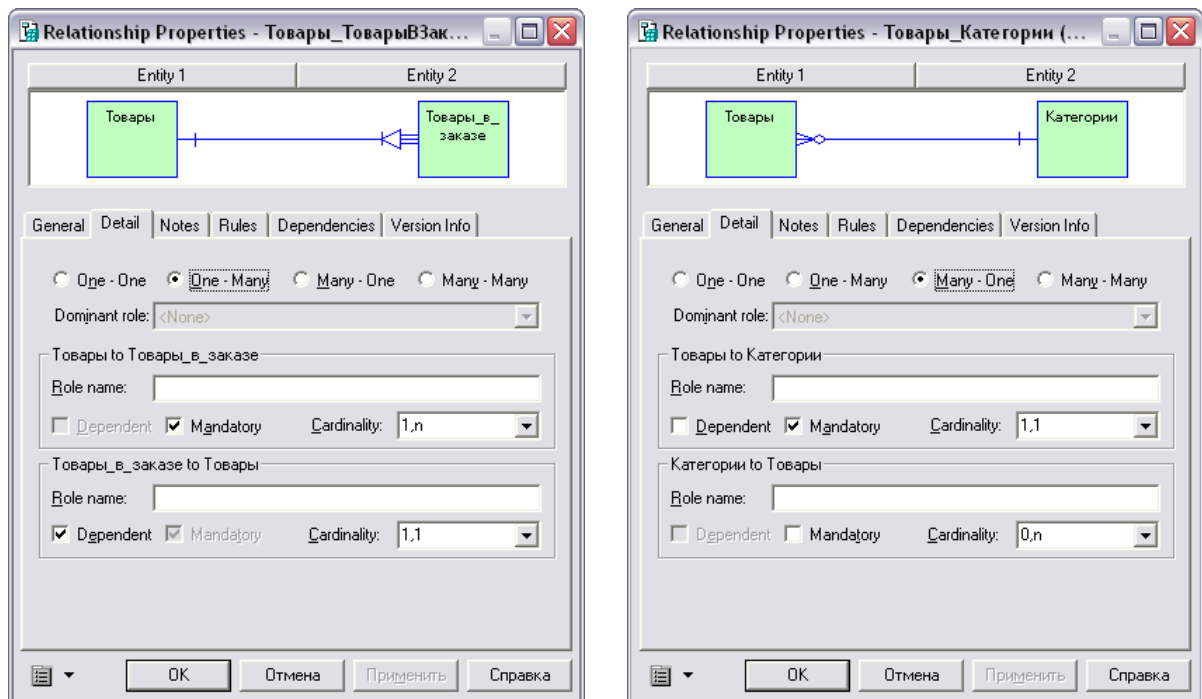 Relationship Properties - Товары_ТоварыВЗак...
Entity 1 Entity 2
Товары
Товары_в_
заказе
General Detail Notes Rules Dependencies Version Info
One - One One - Many Many - One Many - Many
Dominant role: <None>
Товары to Товары_в_заказе
Role name:
Dependent Mandatory Cardinality: 1,n
Товары_в_заказе to Товары
Role name:
Dependent Mandatory Cardinality: 1,1
OK Отмена Применить Справка
Relationship Properties - Товары_Категории (...
Entity 1 Entity 2
Товары Категории
General Detail Notes Rules Dependencies Version Info
One - One One - Many Many - One Many - Many
Dominant role: <None>
Товары to Категории
Role name:
Dependent Mandatory Cardinality: 1,1
Категории to Товары
Role name:
Dependent Mandatory Cardinality: 0,n
OK Отмена Применить Справка